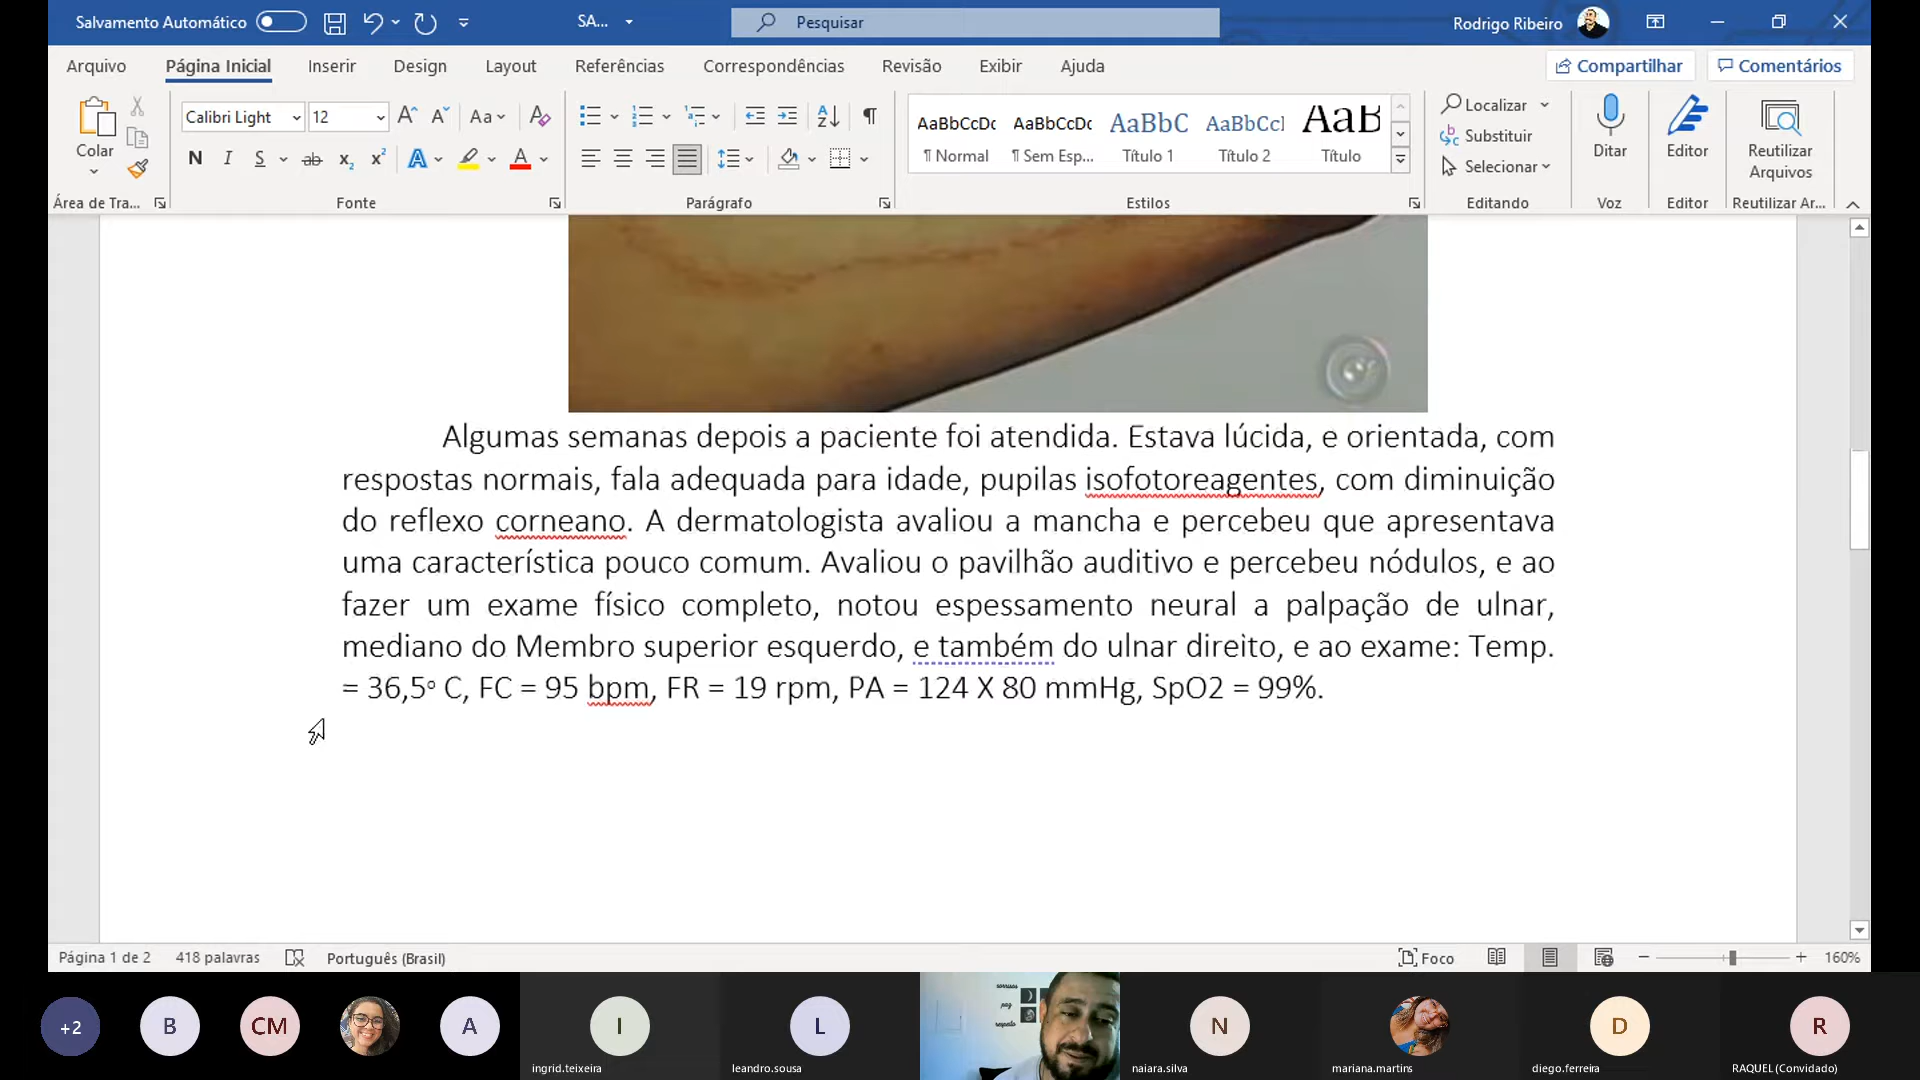 Salvamento Automático SA... Pesquisar Rodrigo Ribeiro
Arquivo Página Inicial Inserir Design Layout Referências Correspondências Revisão Exibir Ajuda Compartilhar Comentários
Colar
Calibri Light 12 Aa
N I S ab x₂ x² A A
AaBbCcDc AaBbCcDc AaBbC AaBbCcI AaB
¶ Normal ¶ Sem Esp... Título 1 Título 2 Título
Localizar
Substituir
Selecionar
Ditar
Editor
Reutilizar
Arquivos
Área de Tra... Fonte Parágrafo Estilos Editando Voz Editor Reutilizar Ar...
Algumas semanas depois a paciente foi atendida. Estava lúcida, e orientada, com
respostas normais, fala adequada para idade, pupilas isofotoreagentes, com diminuição
do reflexo corneano. A dermatologista avaliou a mancha e percebeu que apresentava
uma característica pouco comum. Avaliou o pavilhão auditivo e percebeu nódulos, e ao
fazer um exame físico completo, notou espessamento neural a palpação de ulnar,
mediano do Membro superior esquerdo, e também do ulnar direito, e ao exame: Temp.
= 36,5º C, FC = 95 bpm, FR = 19 rpm, PA = 124 X 80 mmHg, SpO2 = 99%.
Página 1 de 2 418 palavras Português (Brasil) Foco 160%
+2 B CM A I L N D R
ingrid.teixeira leandro.sousa naiara.silva mariana.martins diego.ferreira RAQUEL (Convidado)